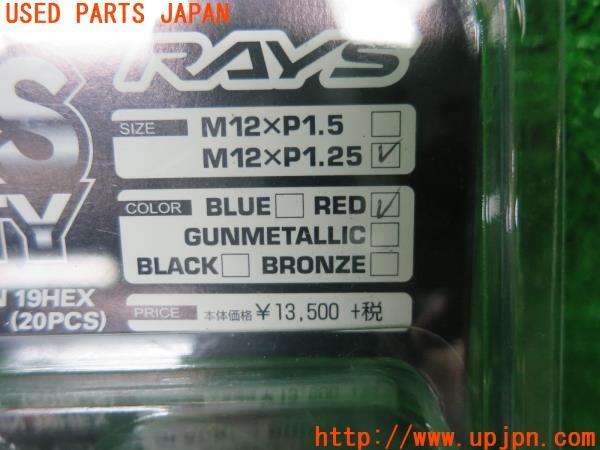 USED PARTS JAPAN
RAYS
SIZE M12×P1.5
M12×P1.25
COLOR BLUE RED
GUNMETALLIC
BLACK BRONZE
19HEX
(20PCS)
PRICE 本体価格￥13,500 +税
http://www.upjpn.com